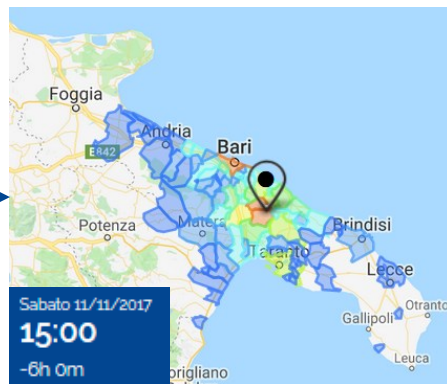 Foggia
Andria
E842
Bari
Matera
Potenza
Taranto
Brindisi
Lecce
Otranto
Gallipoli
Leuca
Sabato 11/11/2017
15:00
-6h 0m
origliano